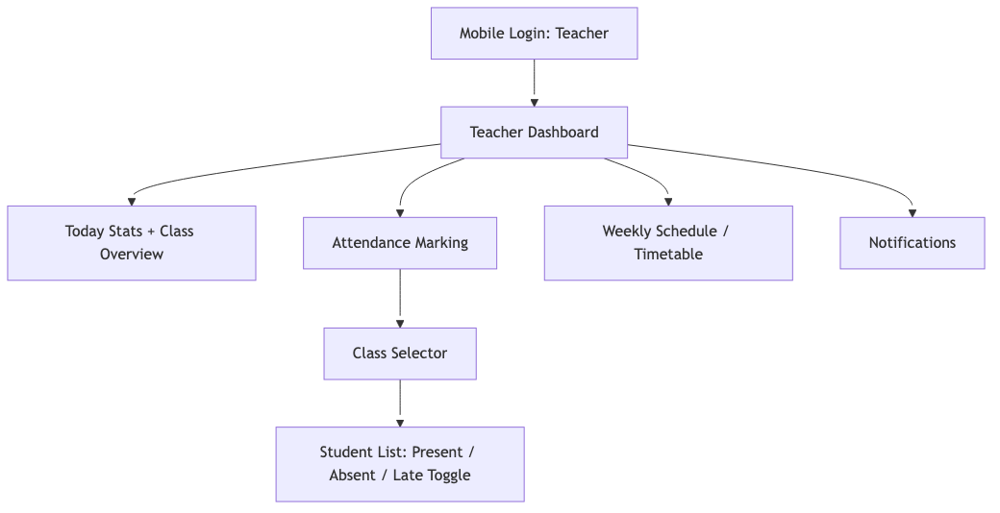 Mobile Login: Teacher
Teacher Dashboard
Today Stats + Class
Overview
Attendance Marking
Weekly Schedule /
Timetable
Notifications
Class Selector
Student List: Present /
Absent / Late Toggle